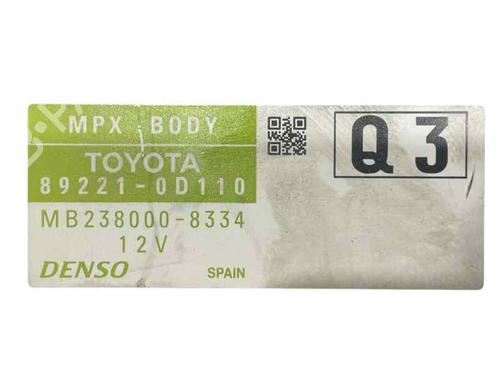 MPX BODY
TOYOTA
89221-0D110
MB238000-8334
12V
DENSO
SPAIN
Q3